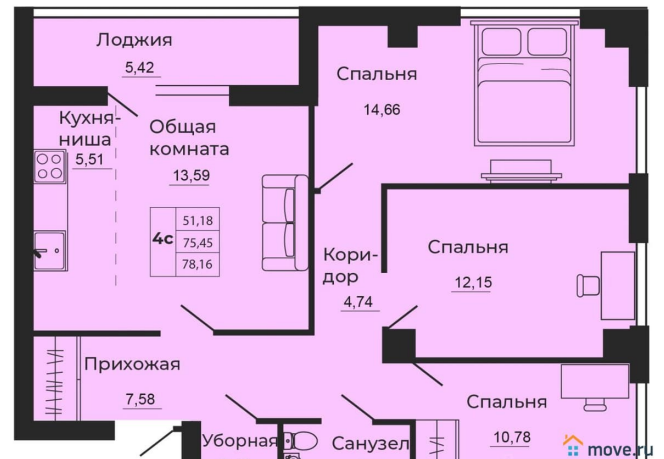 Лоджия
5,42
Спальня
14,66
Кухня-
ниша
5,51
Общая
комната
13,59
4с
51,18
75,45
78,16
Кори-
дор
4,74
Спальня
12,15
Прихожая
7,58
Спальня
10,78
Уборная
Санузел
move.ru